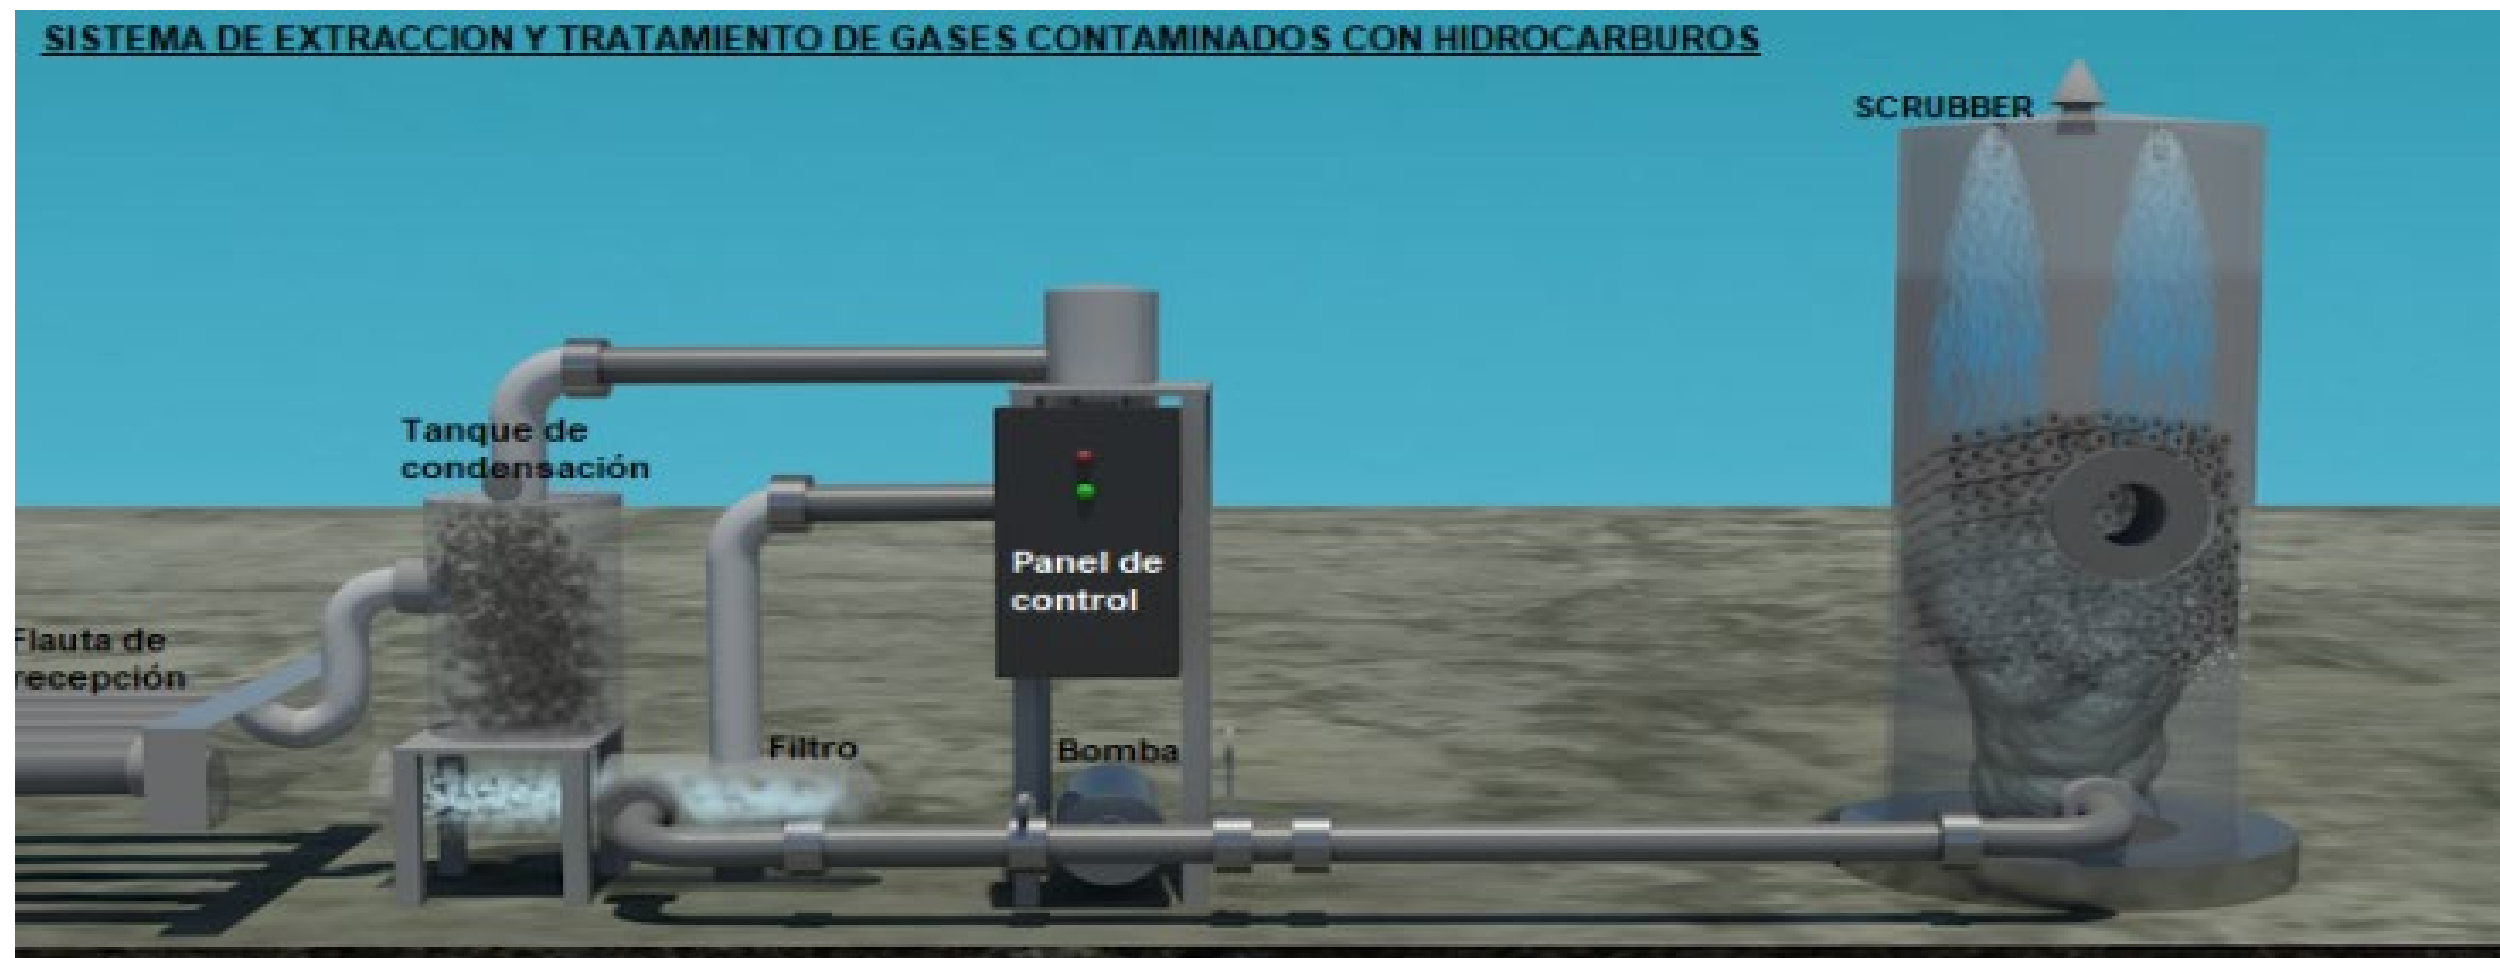 SISTEMA DE EXTRACCION Y TRATAMIENTO DE GASES CONTAMINADOS CON HIDROCARBUROS
SCRUBBER
Tanque de
condensación
Panel de
control
Flauta de
recepción
Filtro
Bomba